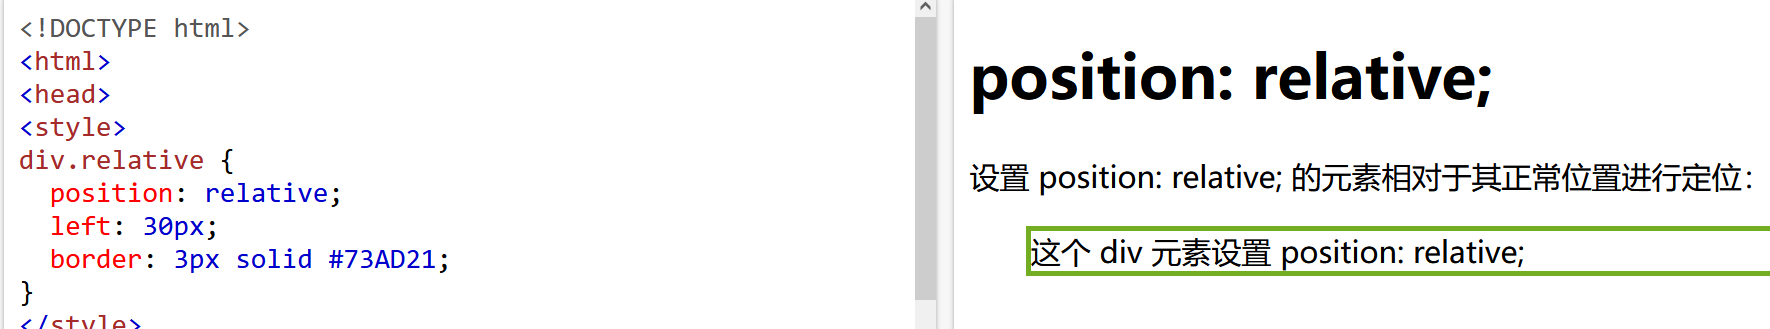 <!DOCTYPE html>
<html>
<head>
<style>
div.relative {
  position: relative;
  left: 30px;
  border: 3px solid #73AD21;
}
</style>
position: relative;
设置 position: relative; 的元素相对于其正常位置进行定位：
这个 div 元素设置 position: relative;